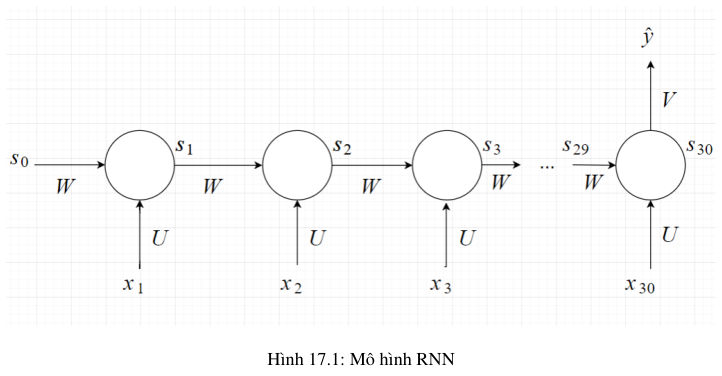 ŷ
V
s₀ s₁ s₂ s₃ ... s₂₉ s₃₀
W W W W W
U U U U
x₁ x₂ x₃ x₃₀
Hình 17.1: Mô hình RNN